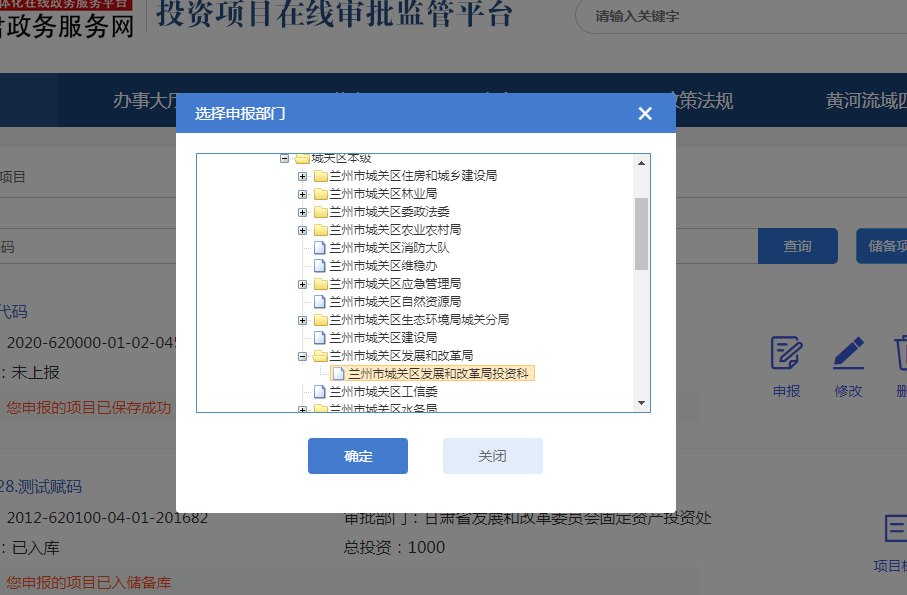 体化在线政务服务平台
政务服务网
投资项目在线审批监管平台
请输入关键字
办事大厅
政策法规
黄河流域
选择申报部门
项目
城关区本级
兰州市城关区住房和城乡建设局
兰州市城关区林业局
兰州市城关区委政法委
兰州市城关区农业农村局
兰州市城关区消防大队
兰州市城关区维稳办
兰州市城关区应急管理局
兰州市城关区自然资源局
兰州市城关区生态环境局城关分局
兰州市城关区建设局
兰州市城关区发展和改革局
兰州市城关区发展和改革局投资科
兰州市城关区工信委
兰州市城关区水务局
确定
关闭
码
查询
储备项
代码
2020-620000-01-02-045
：未上报
您申报的项目已保存成功
申报
修改
删
28.测试赋码
2012-620100-04-01-201682
审批部门：甘肃省发展和改革委员会固定资产投资处
：已入库
总投资：1000
您申报的项目已入储备库
项目